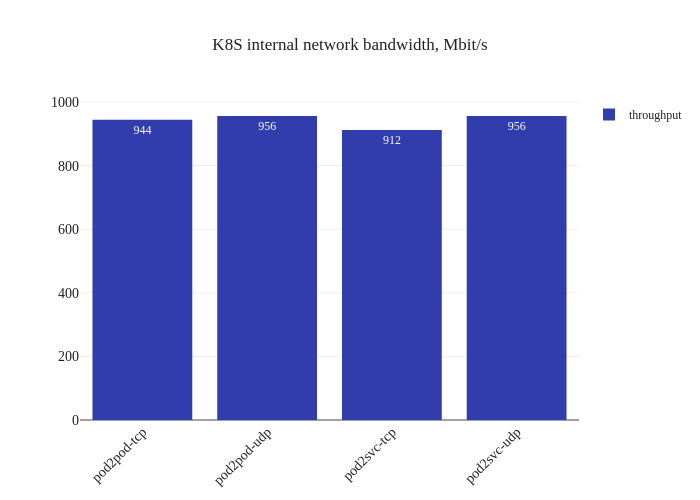 K8S internal network bandwidth, Mbit/s
1000
800
600
400
200
0
944
956
912
956
throughput
pod2pod-tcp
pod2pod-udp
pod2svc-tcp
pod2svc-udp